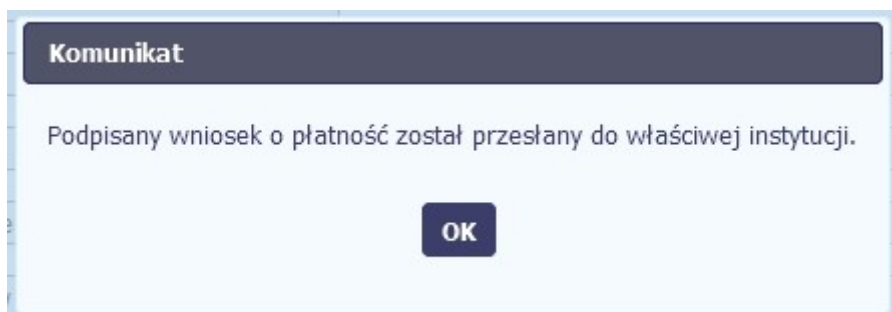 Komunikat
Podpisany wniosek o płatność został przesłany do właściwej instytucji.
OK